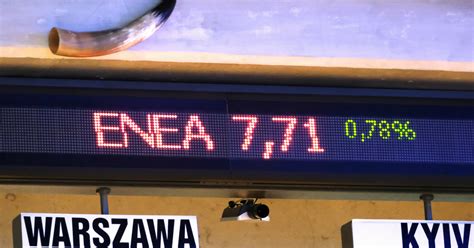 ENEA 7,71 0,78%
WARSZAWA KYIV